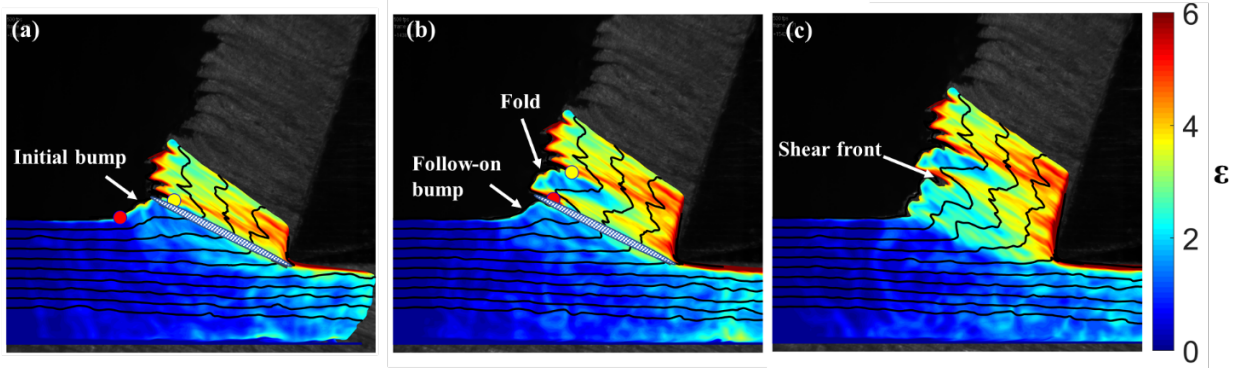 (a)
Initial bump
(b)
Fold
Follow-on
bump
(c)
Shear front
6
4
2
0
ε